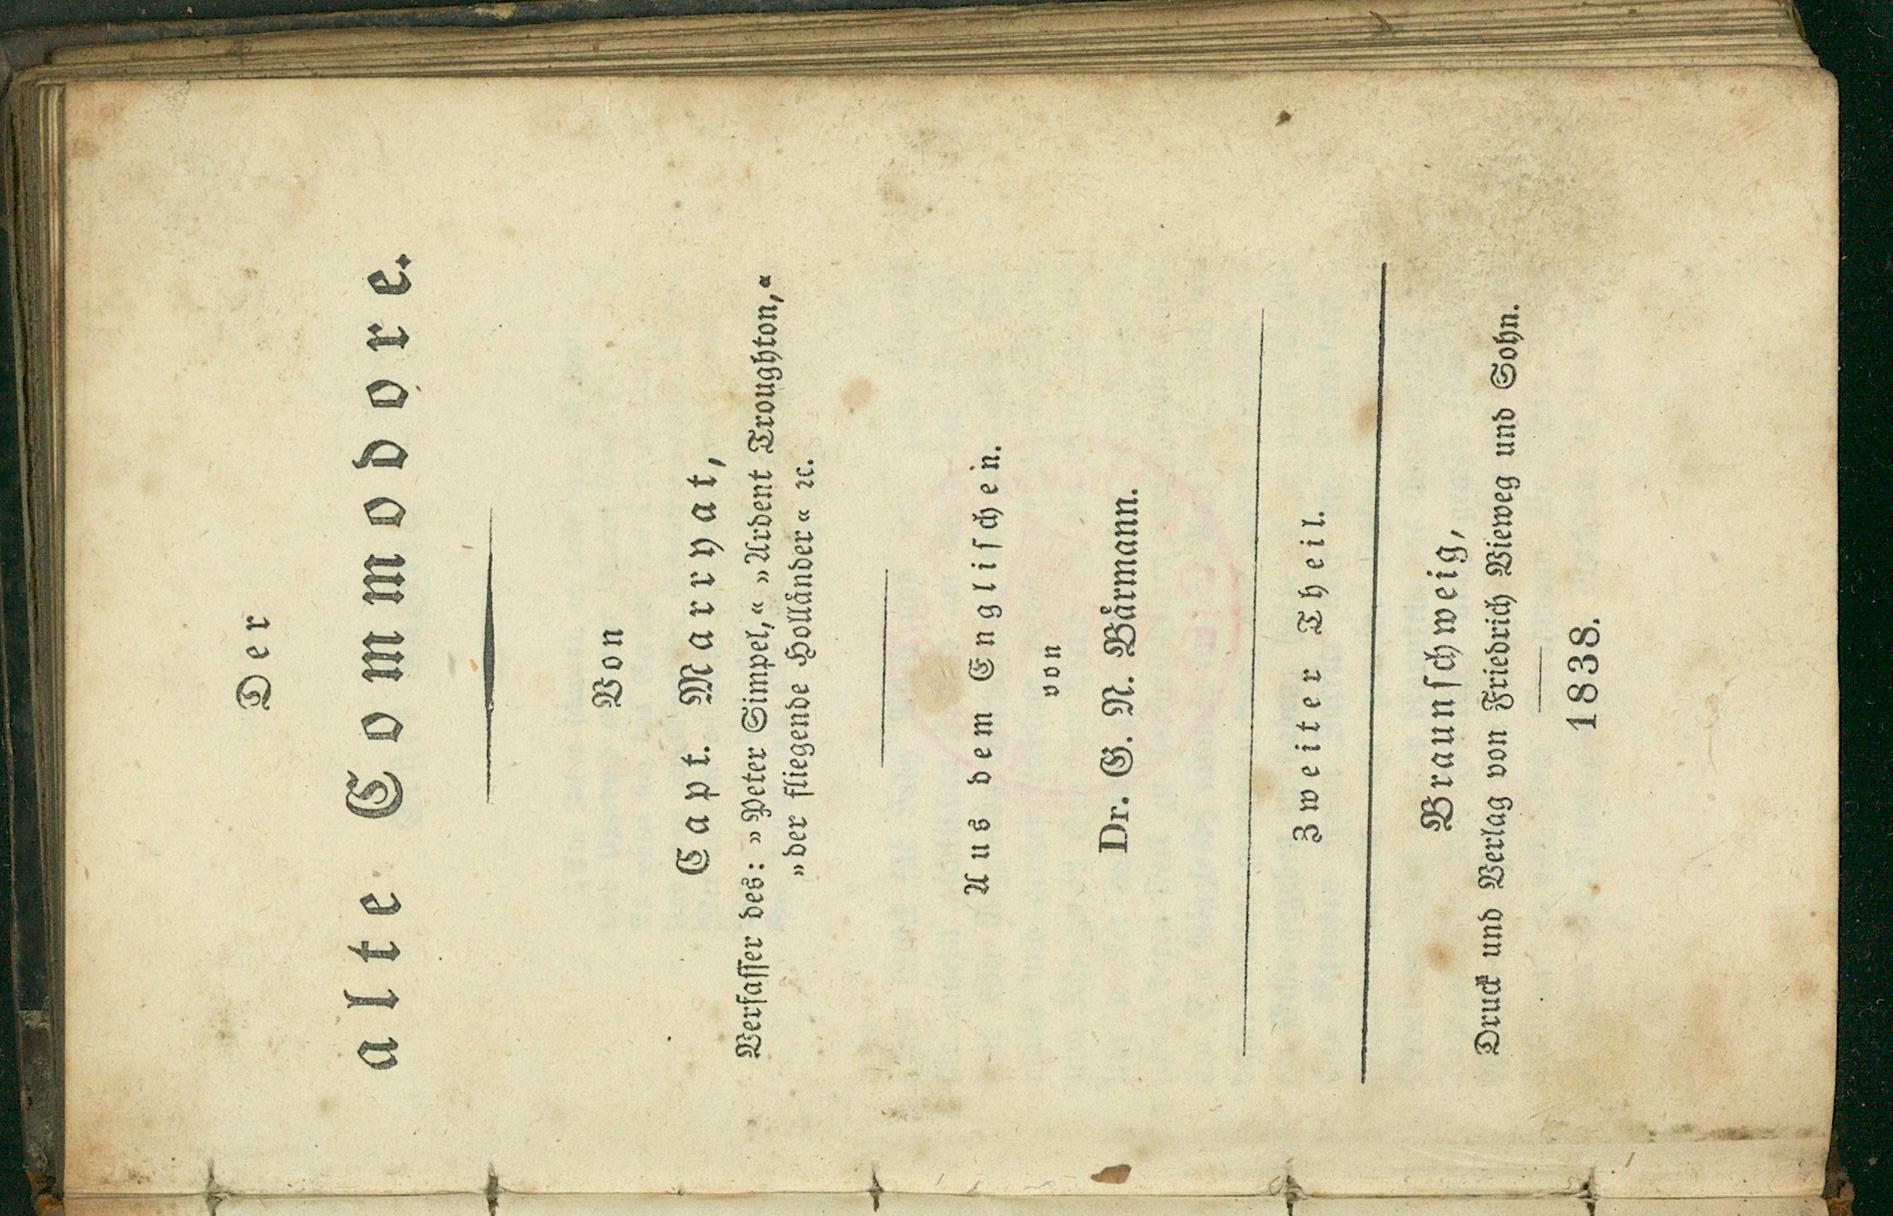 Der
alte Commodore.
Von
Capt. Marryat,
Verfasser des: »Peter Simpel,« »Ardent Troughton,«
»der fliegende Holländer« ꝛc.
Aus dem Englischen.
von
Dr. G. N. Bärmann.
Zweiter Theil.
Braunschweig,
Druck und Verlag von Friedrich Vieweg und Sohn.
1838.